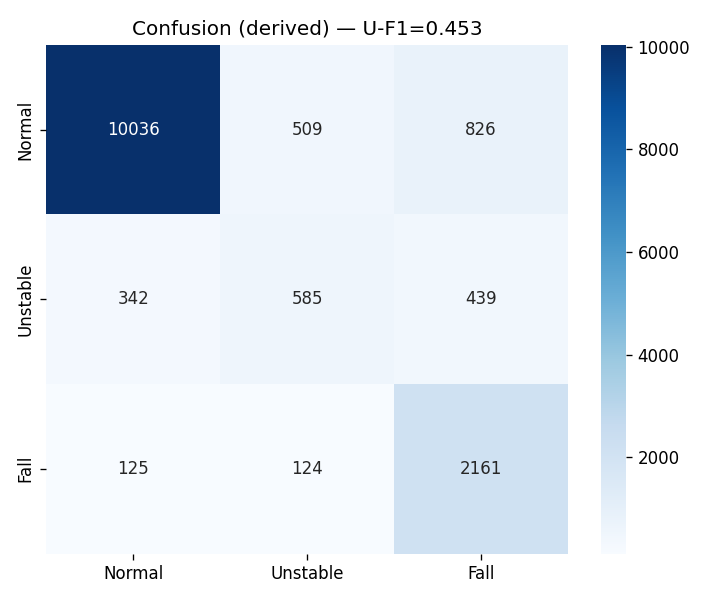 Confusion (derived) — U-F1=0.453
Normal
10036
509
826
Unstable
342
585
439
Fall
125
124
2161
Normal
Unstable
Fall
10000
8000
6000
4000
2000